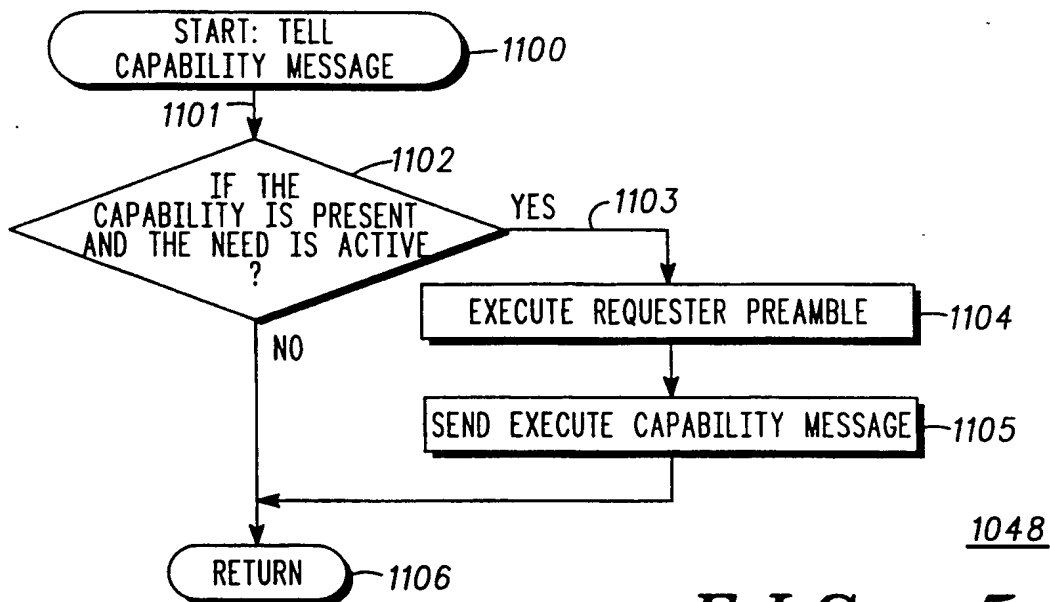 START: TELL
CAPABILITY MESSAGE
1100
1101
1102
IF THE
CAPABILITY IS PRESENT
AND THE NEED IS ACTIVE
?
YES
1103
EXECUTE REQUESTER PREAMBLE
1104
NO
SEND EXECUTE CAPABILITY MESSAGE
1105
1048
RETURN
1106